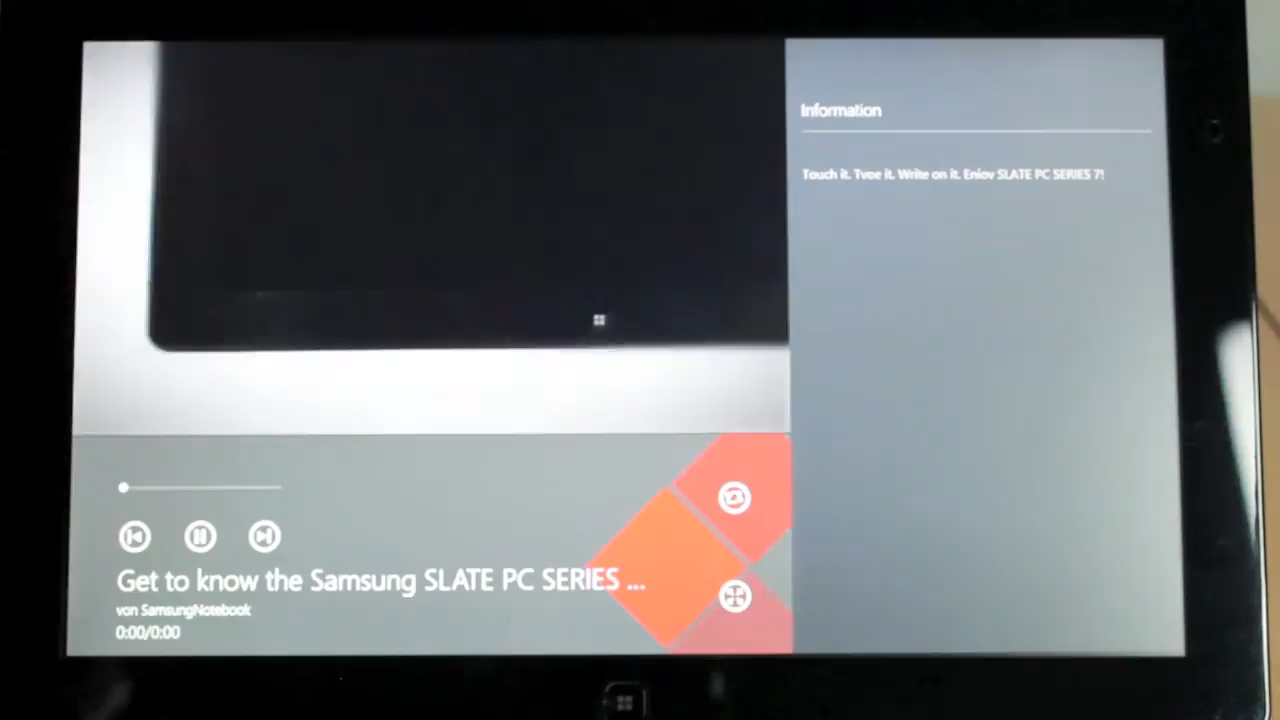 Information
Touch it. Type it. Write on it. Enjoy SLATE PC SERIES 7!
Get to know the Samsung SLATE PC SERIES ...
von SamsungNotebook
0:00/0:00